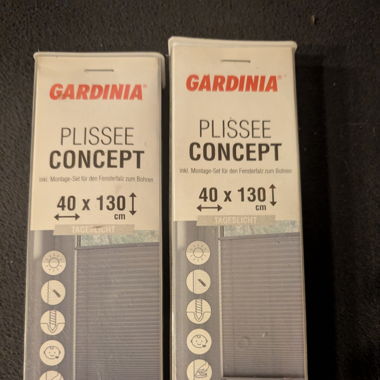 GARDINIA®
PLISSEE
CONCEPT
Inkl. Montage-Set für den Fensterfalz zum Bohren
40 x 130
cm
TAGESLICHT
GARDINIA®
PLISSEE
CONCEPT
Inkl. Montage-Set für den Fensterfalz zum Bohren
40 x 130
cm
TAGESLICHT